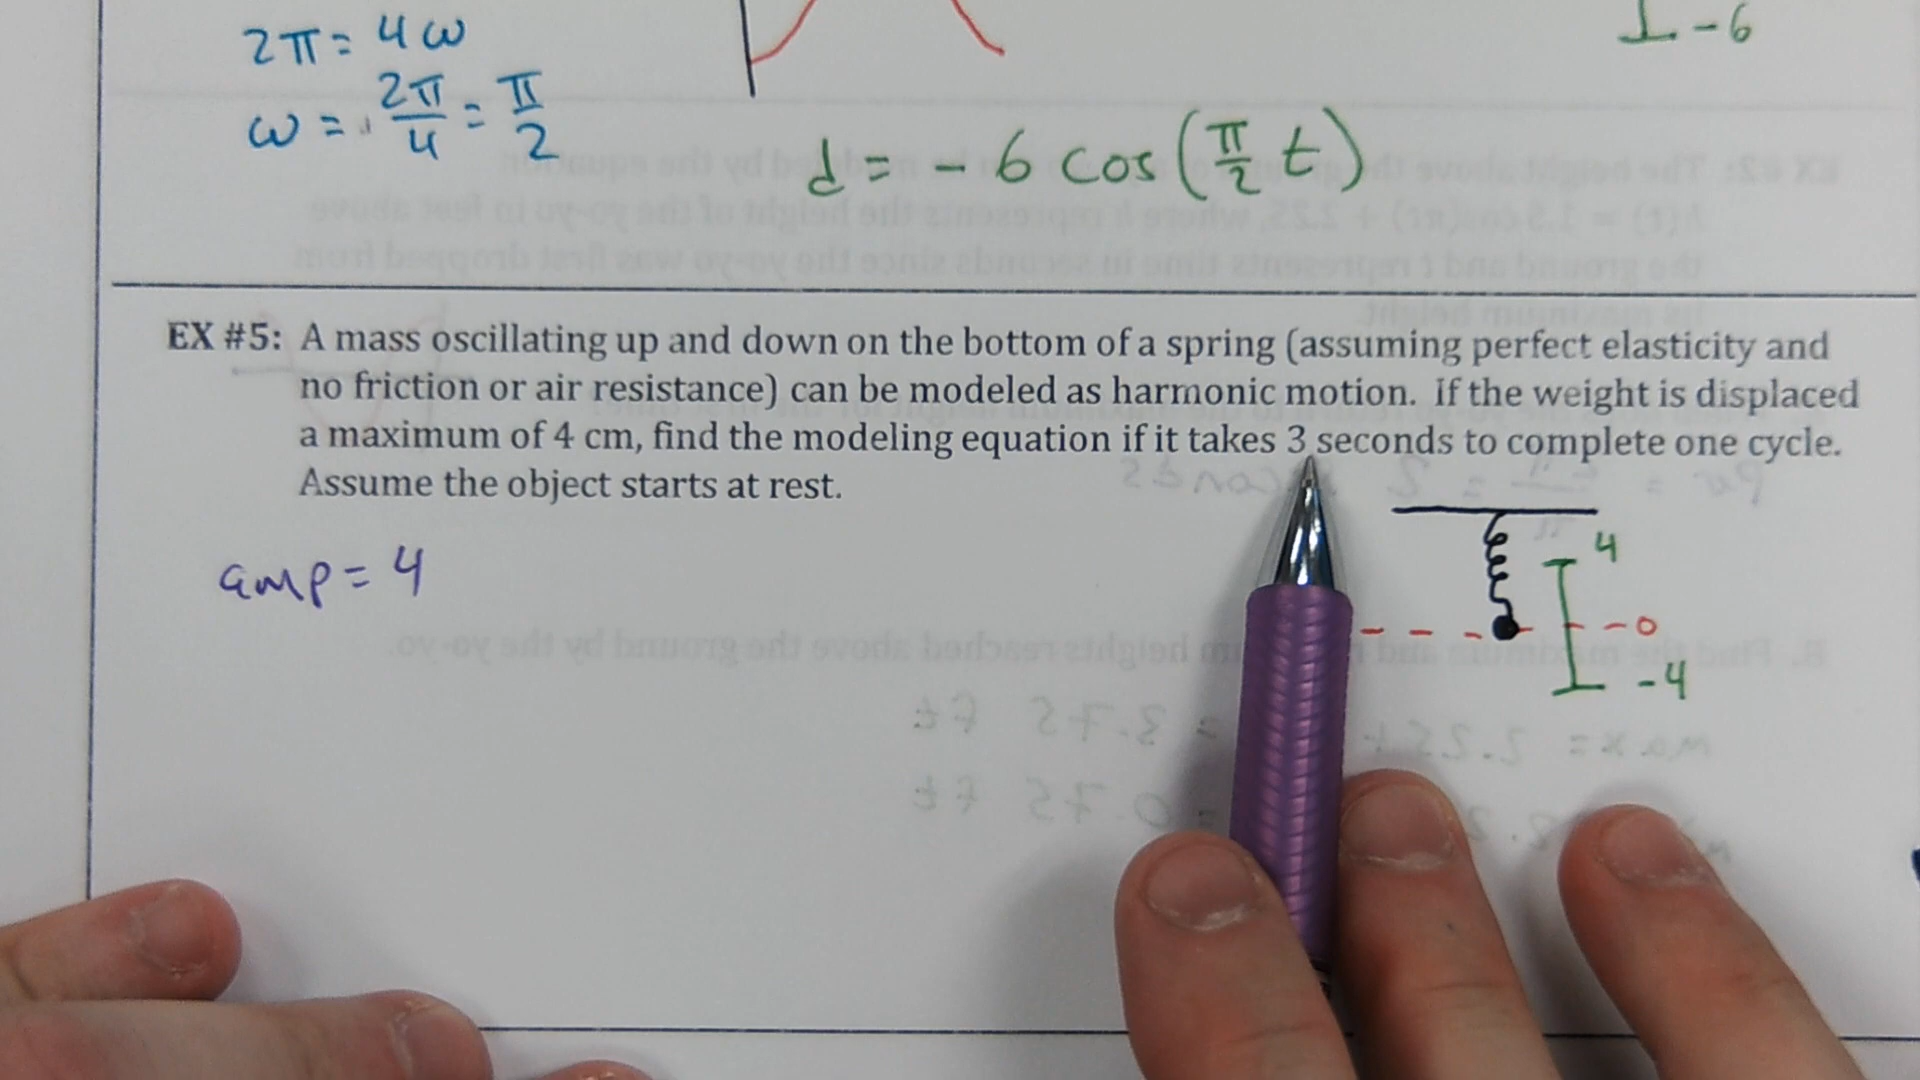 2π = 4ω
ω = 2π/4 = π/2
-6
d = - 6 cos(π/2 t)
EX #5: A mass oscillating up and down on the bottom of a spring (assuming perfect elasticity and
no friction or air resistance) can be modeled as harmonic motion. If the weight is displaced
a maximum of 4 cm, find the modeling equation if it takes 3 seconds to complete one cycle.
Assume the object starts at rest.
amp = 4
4
0
-4